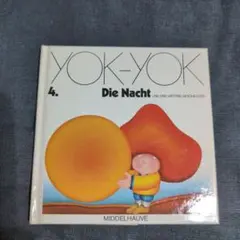 YOK-YOK
4. Die Nacht
MIDDELHAUVE